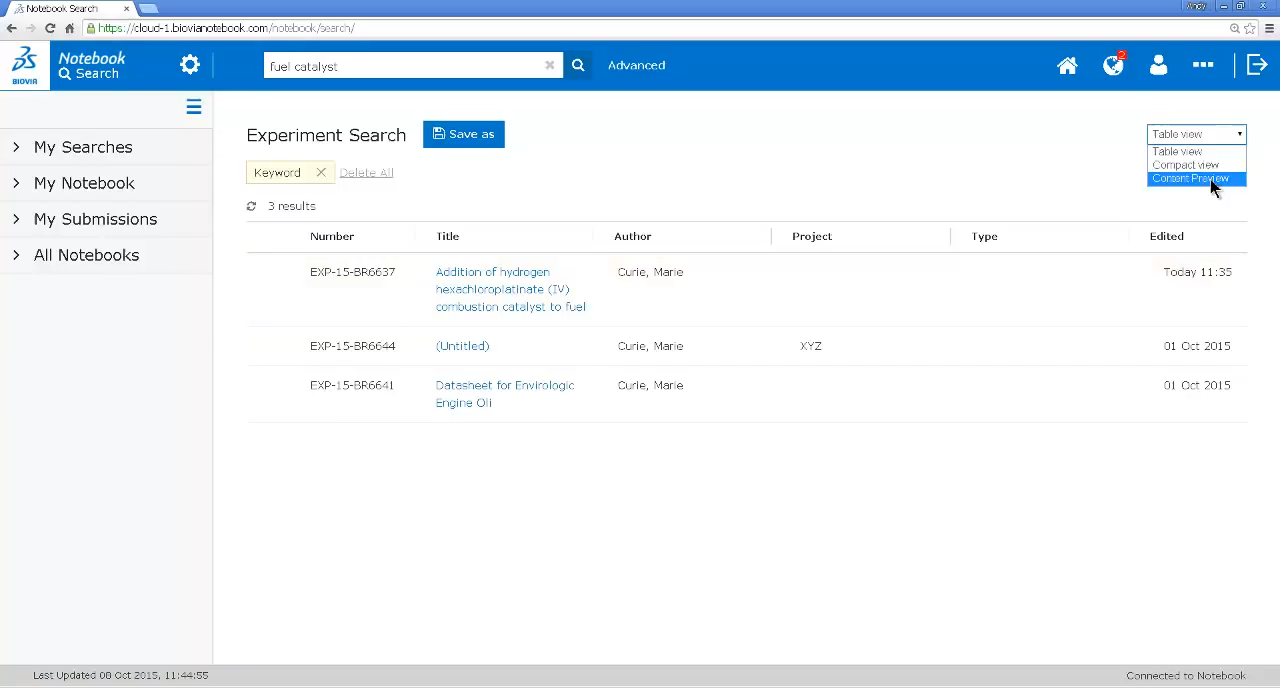 Notebook Search
Andy
https://cloud-1.biovianotebook.com/notebook/search/
BIOVIA
Notebook
Search
fuel catalyst
Advanced
2
My Searches
My Notebook
My Submissions
All Notebooks
Experiment Search
Save as
Table view
Table view
Compact view
Content Preview
Keyword
Delete All
3 results
Number Title Author Project Type Edited
EXP-15-BR6637 Addition of hydrogen Curie, Marie Today 11:35
hexachloroplatinate (IV)
combustion catalyst to fuel
EXP-15-BR6644 (Untitled) Curie, Marie XYZ 01 Oct 2015
EXP-15-BR6641 Datasheet for Envirologic Curie, Marie 01 Oct 2015
Engine Oli
Last Updated 08 Oct 2015, 11:44:55
Connected to Notebook